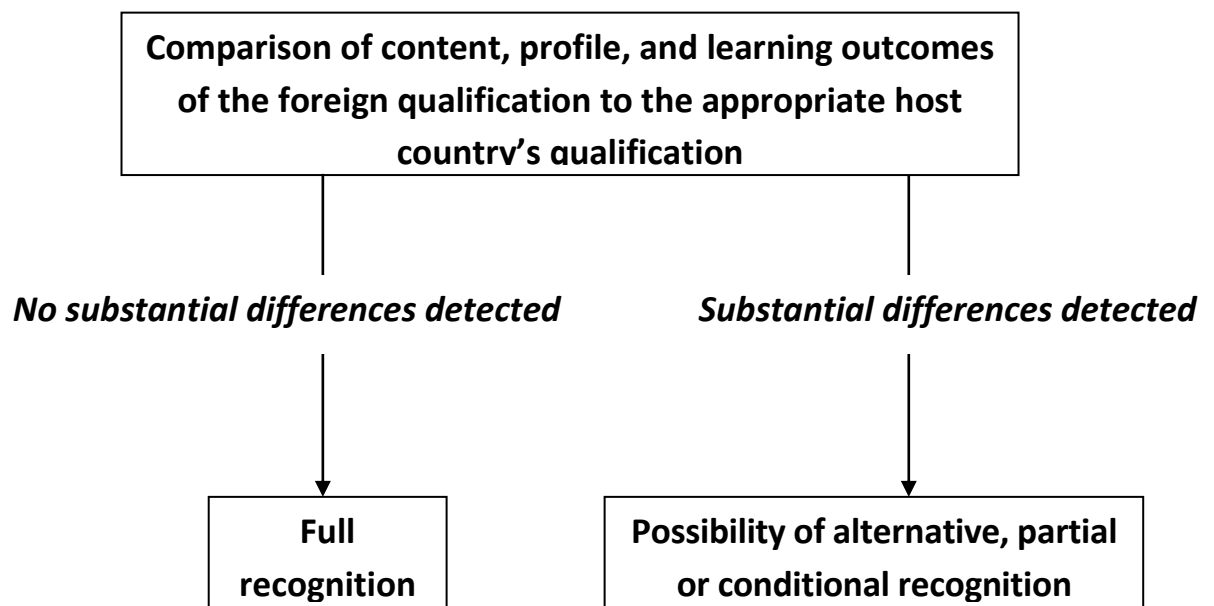 Comparison of content, profile, and learning outcomes
of the foreign qualification to the appropriate host
country's qualification
No substantial differences detected
Substantial differences detected
Full
recognition
Possibility of alternative, partial
or conditional recognition